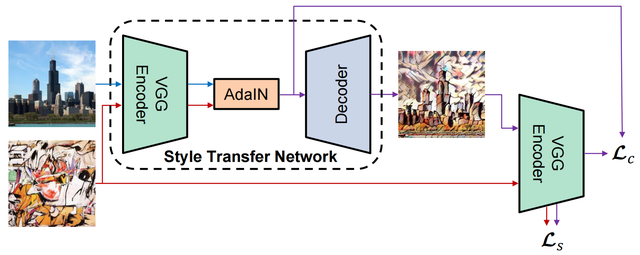 VGG
Encoder
AdaIN
Decoder
Style Transfer Network
VGG
Encoder
ℒc
ℒs